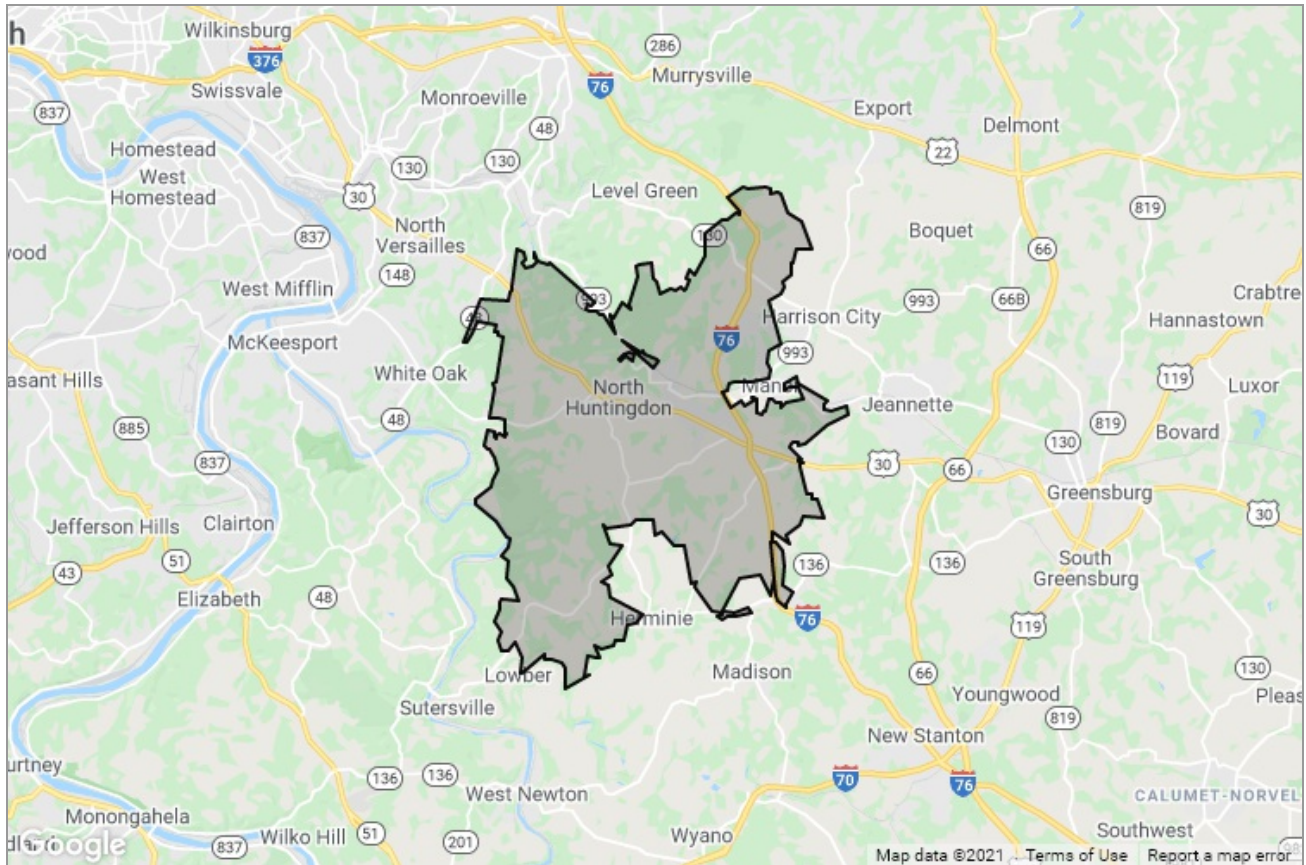 h
Wilkinsburg
376
Swissvale
286
Murrysville
76
Monroeville
Export
837
48
Delmont
Homestead
130
22
West
Homestead
130
30
Level Green
819
North
Versailles
130
Boquet
837
66
wood
148
West Mifflin
993
993
66B
Crabtre
Harrison City
Hannastown
McKeesport
76
993
White Oak
119
asant Hills
North
Huntingdon
Luxor
Jeannette
48
885
819
130
Bovard
837
30
66
Greensburg
30
Jefferson Hills
Clairton
51
136
136
South
Greensburg
43
Elizabeth
48
Herminie
76
119
Lowber
Madison
66
130
Youngwood
Pleas
Sutersville
819
New Stanton
urtney
136
136
70
76
West Newton
CALUMET-NORVEL
Monongahela
Wyano
Southwest
Wilko Hill
51
837
201
Google
Map data ©2021
Terms of Use
Report a map error